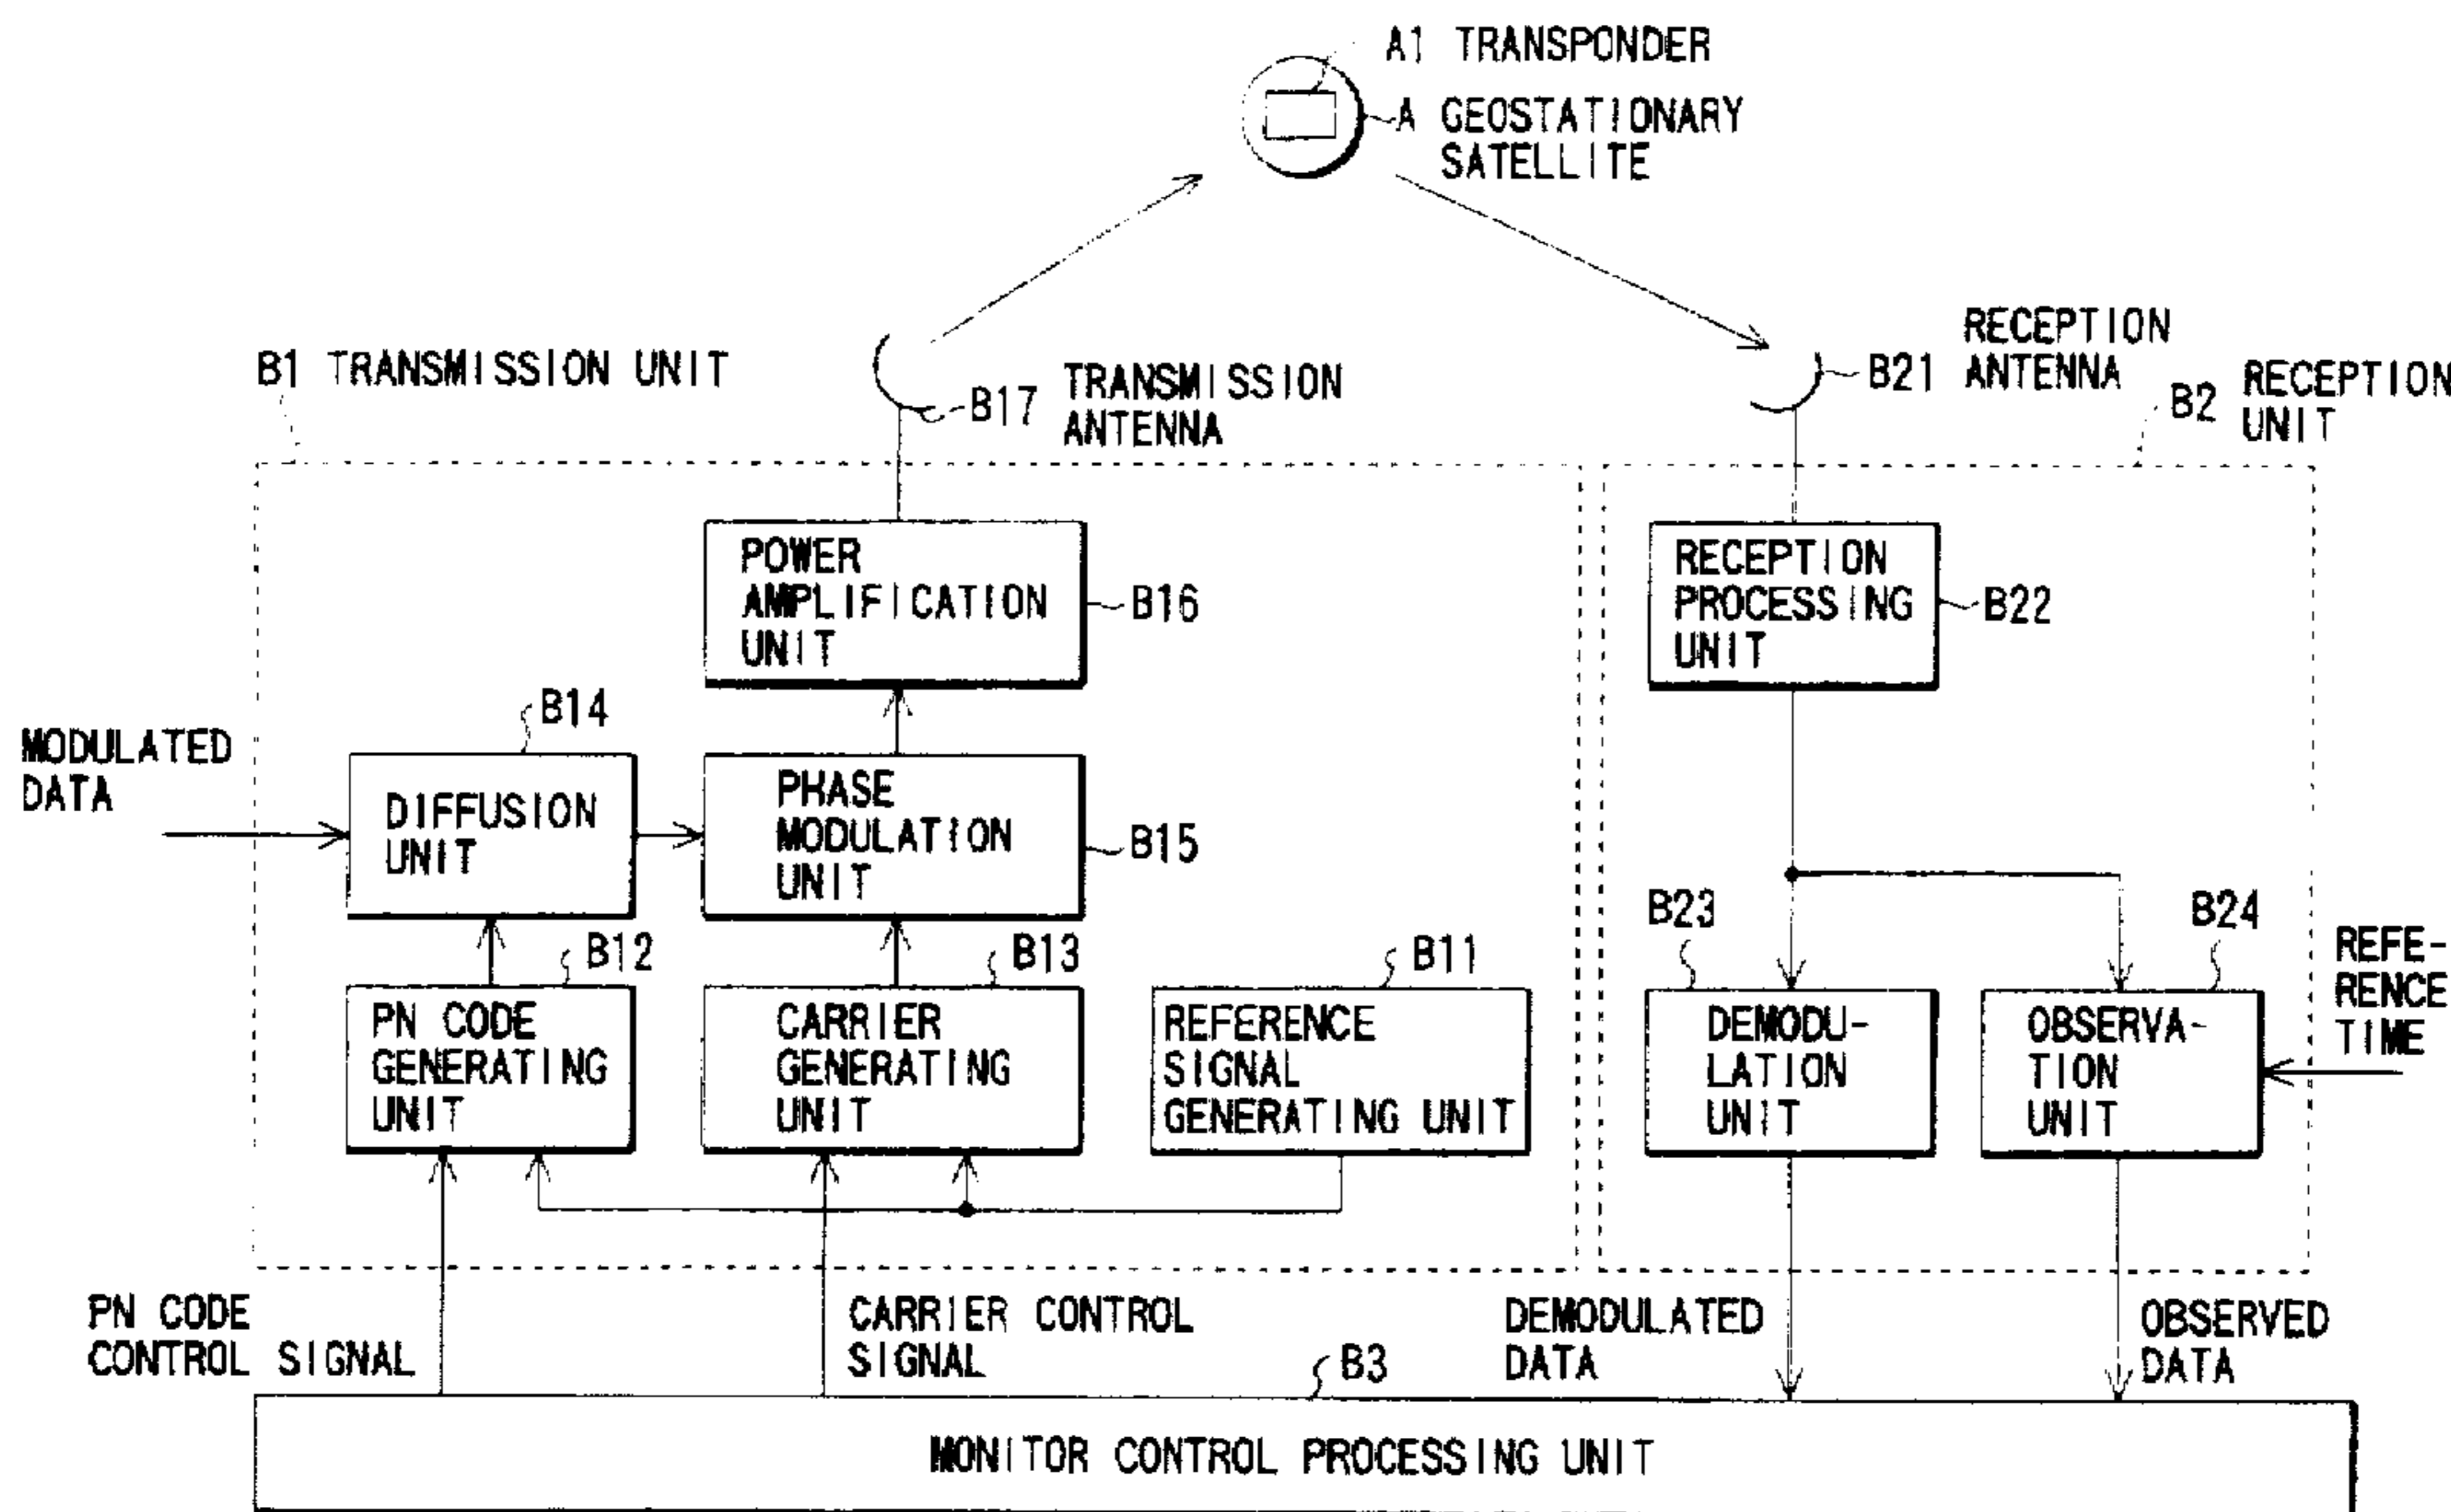 A1 TRANSPONDER
A GEOSTATIONARY
SATELLITE
B1 TRANSMISSION UNIT
B17 TRANSMISSION
ANTENNA
B21 RECEPTION
ANTENNA
B2 RECEPTION
UNIT
POWER
AMPLIFICATION
UNIT
B16
RECEPTION
PROCESSING
UNIT
B22
MODULATED
DATA
B14
DIFFUSION
UNIT
PHASE
MODULATION
UNIT
B15
B12
PN CODE
GENERATING
UNIT
B13
CARRIER
GENERATING
UNIT
B11
REFERENCE
SIGNAL
GENERATING UNIT
B23
DEMODU-
LATION
UNIT
B24
OBSERVA-
TION
UNIT
REFE-
RENCE
TIME
PN CODE
CONTROL SIGNAL
CARRIER CONTROL
SIGNAL
B3
DEMODULATED
DATA
OBSERVED
DATA
MONITOR CONTROL PROCESSING UNIT